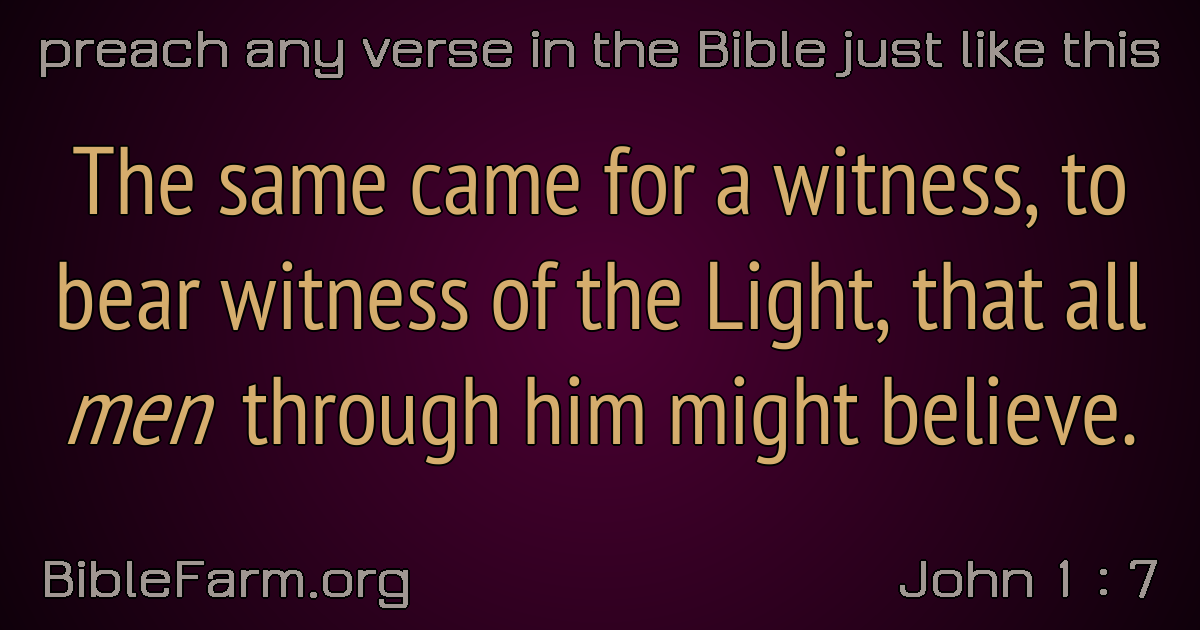 preach any verse in the Bible just like this
The same came for a witness, to
bear witness of the Light, that all
men through him might believe.
BibleFarm.org
John 1 : 7